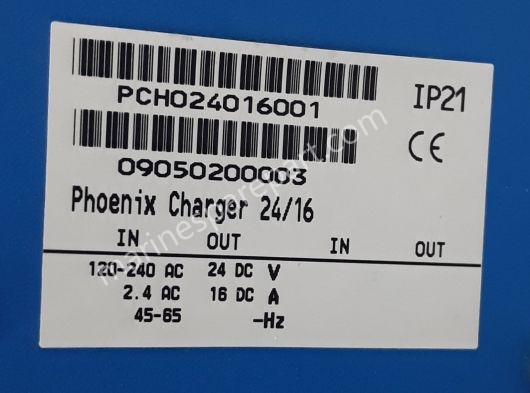 PCH024016001
IP21
CE
09050200003
Phoenix Charger 24/16
IN OUT IN OUT
120-240 AC 24 DC V
2.4 AC 16 DC A
45-65 -Hz
marinesparepart.com